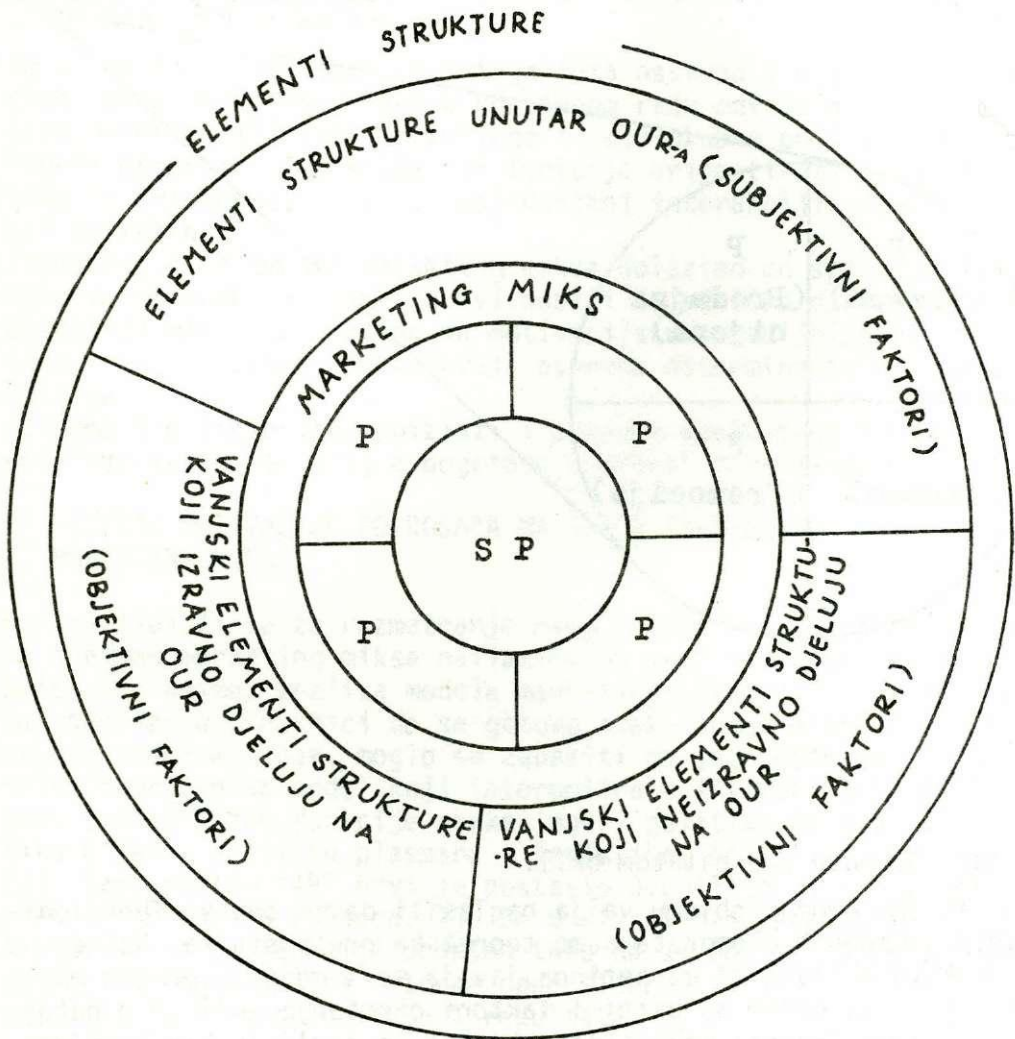 ELEMENTI STRUKTURE
ELEMENTI STRUKTURE UNUTAR OUR-A (SUBJEKTIVNI FAKTORI)
MARKETING MIKS
P
P
S P
P
P
VANJSKI ELEMENTI STRUKTURE
KOJI IZRAVNO DJELUJU NA
OUR
(OBJEKTIVNI FAKTORI)
VANJSKI ELEMENTI STRUKTU-
-RE KOJI NEIZRAVNO DJELUJU
NA OUR
(OBJEKTIVNI FAKTORI)
P
(Ekonomsko